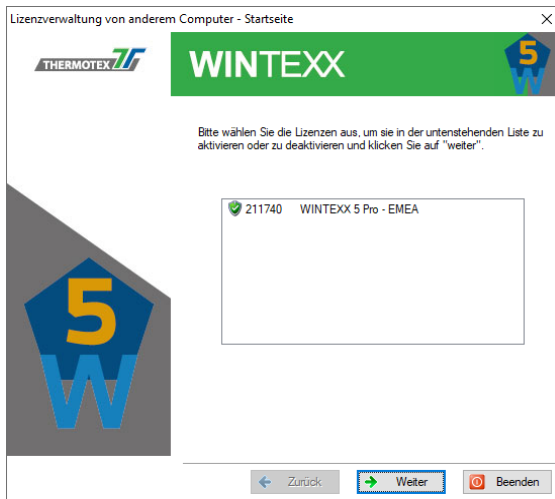 Lizenzverwaltung von anderem Computer - Startseite
THERMOTEX
WINTEXX
5
W
Bitte wählen Sie die Lizenzen aus, um sie in der untenstehenden Liste zu
aktivieren oder zu deaktivieren und klicken Sie auf "weiter".
211740 WINTEXX 5 Pro - EMEA
5
W
Zurück Weiter Beenden